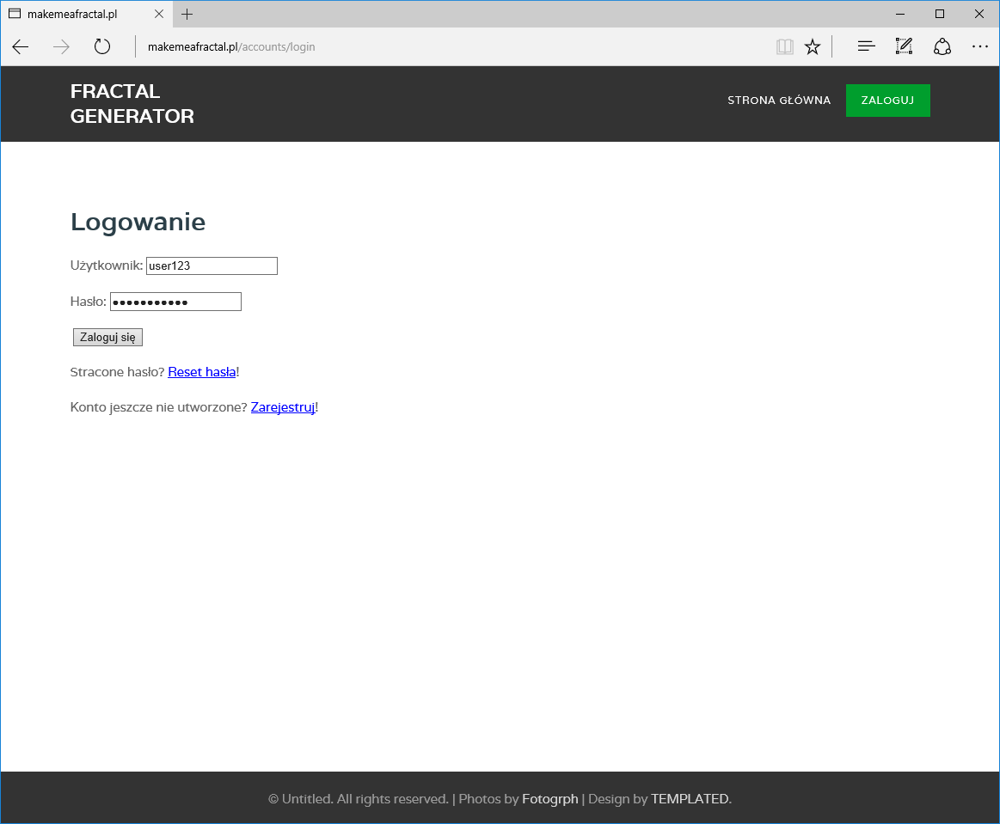 makemeafractal.pl
makemeafractal.pl/accounts/login
FRACTAL
GENERATOR
STRONA GŁÓWNA
ZALOGUJ
Logowanie
Użytkownik: user123
Hasło: •••••••••••
Zaloguj się
Stracone hasło? Reset hasła!
Konto jeszcze nie utworzone? Zarejestruj!
© Untitled. All rights reserved. | Photos by Fotogrph | Design by TEMPLATED.